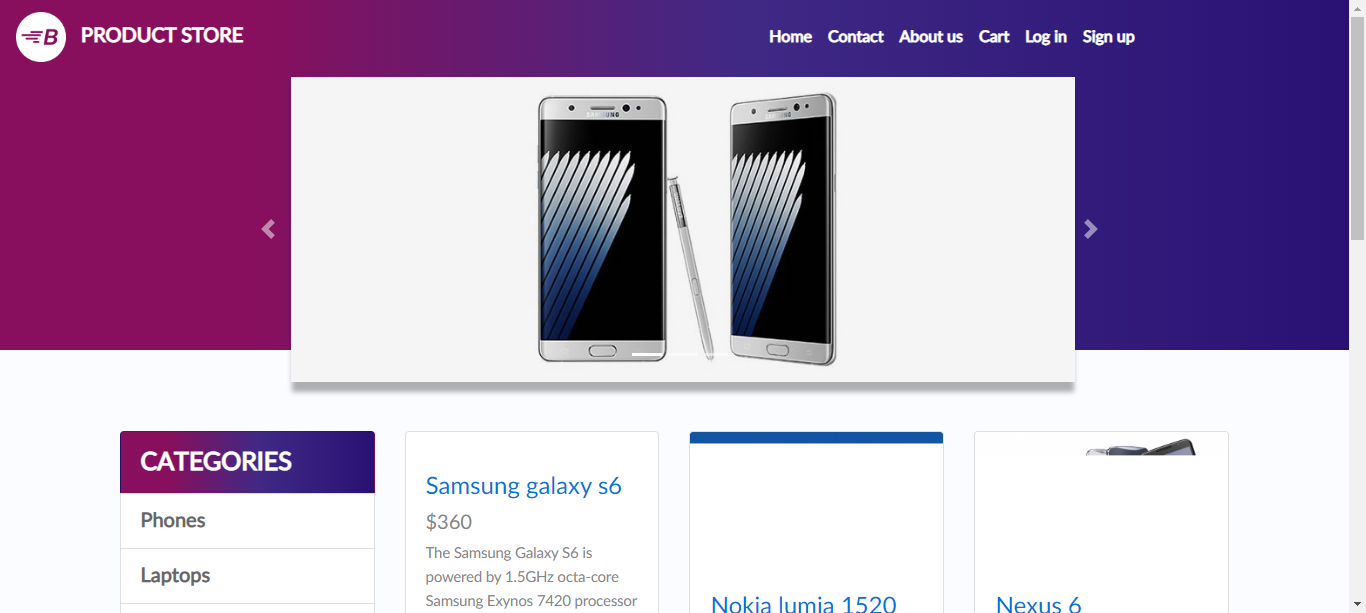 B PRODUCT STORE
Home Contact About us Cart Log in Sign up
SAMSUNG SAMSUNG
CATEGORIES
Phones
Laptops
Samsung galaxy s6
$360
The Samsung Galaxy S6 is
powered by 1.5GHz octa-core
Samsung Exynos 7420 processor
Nokia lumia 1520
Nexus 6